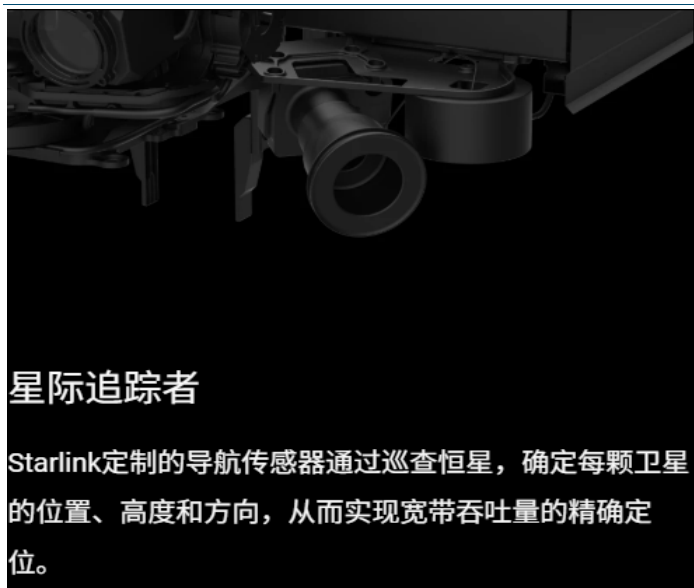 星际追踪者
Starlink定制的导航传感器通过巡查恒星，确定每颗卫星
的位置、高度和方向，从而实现宽带吞吐量的精确定
位。